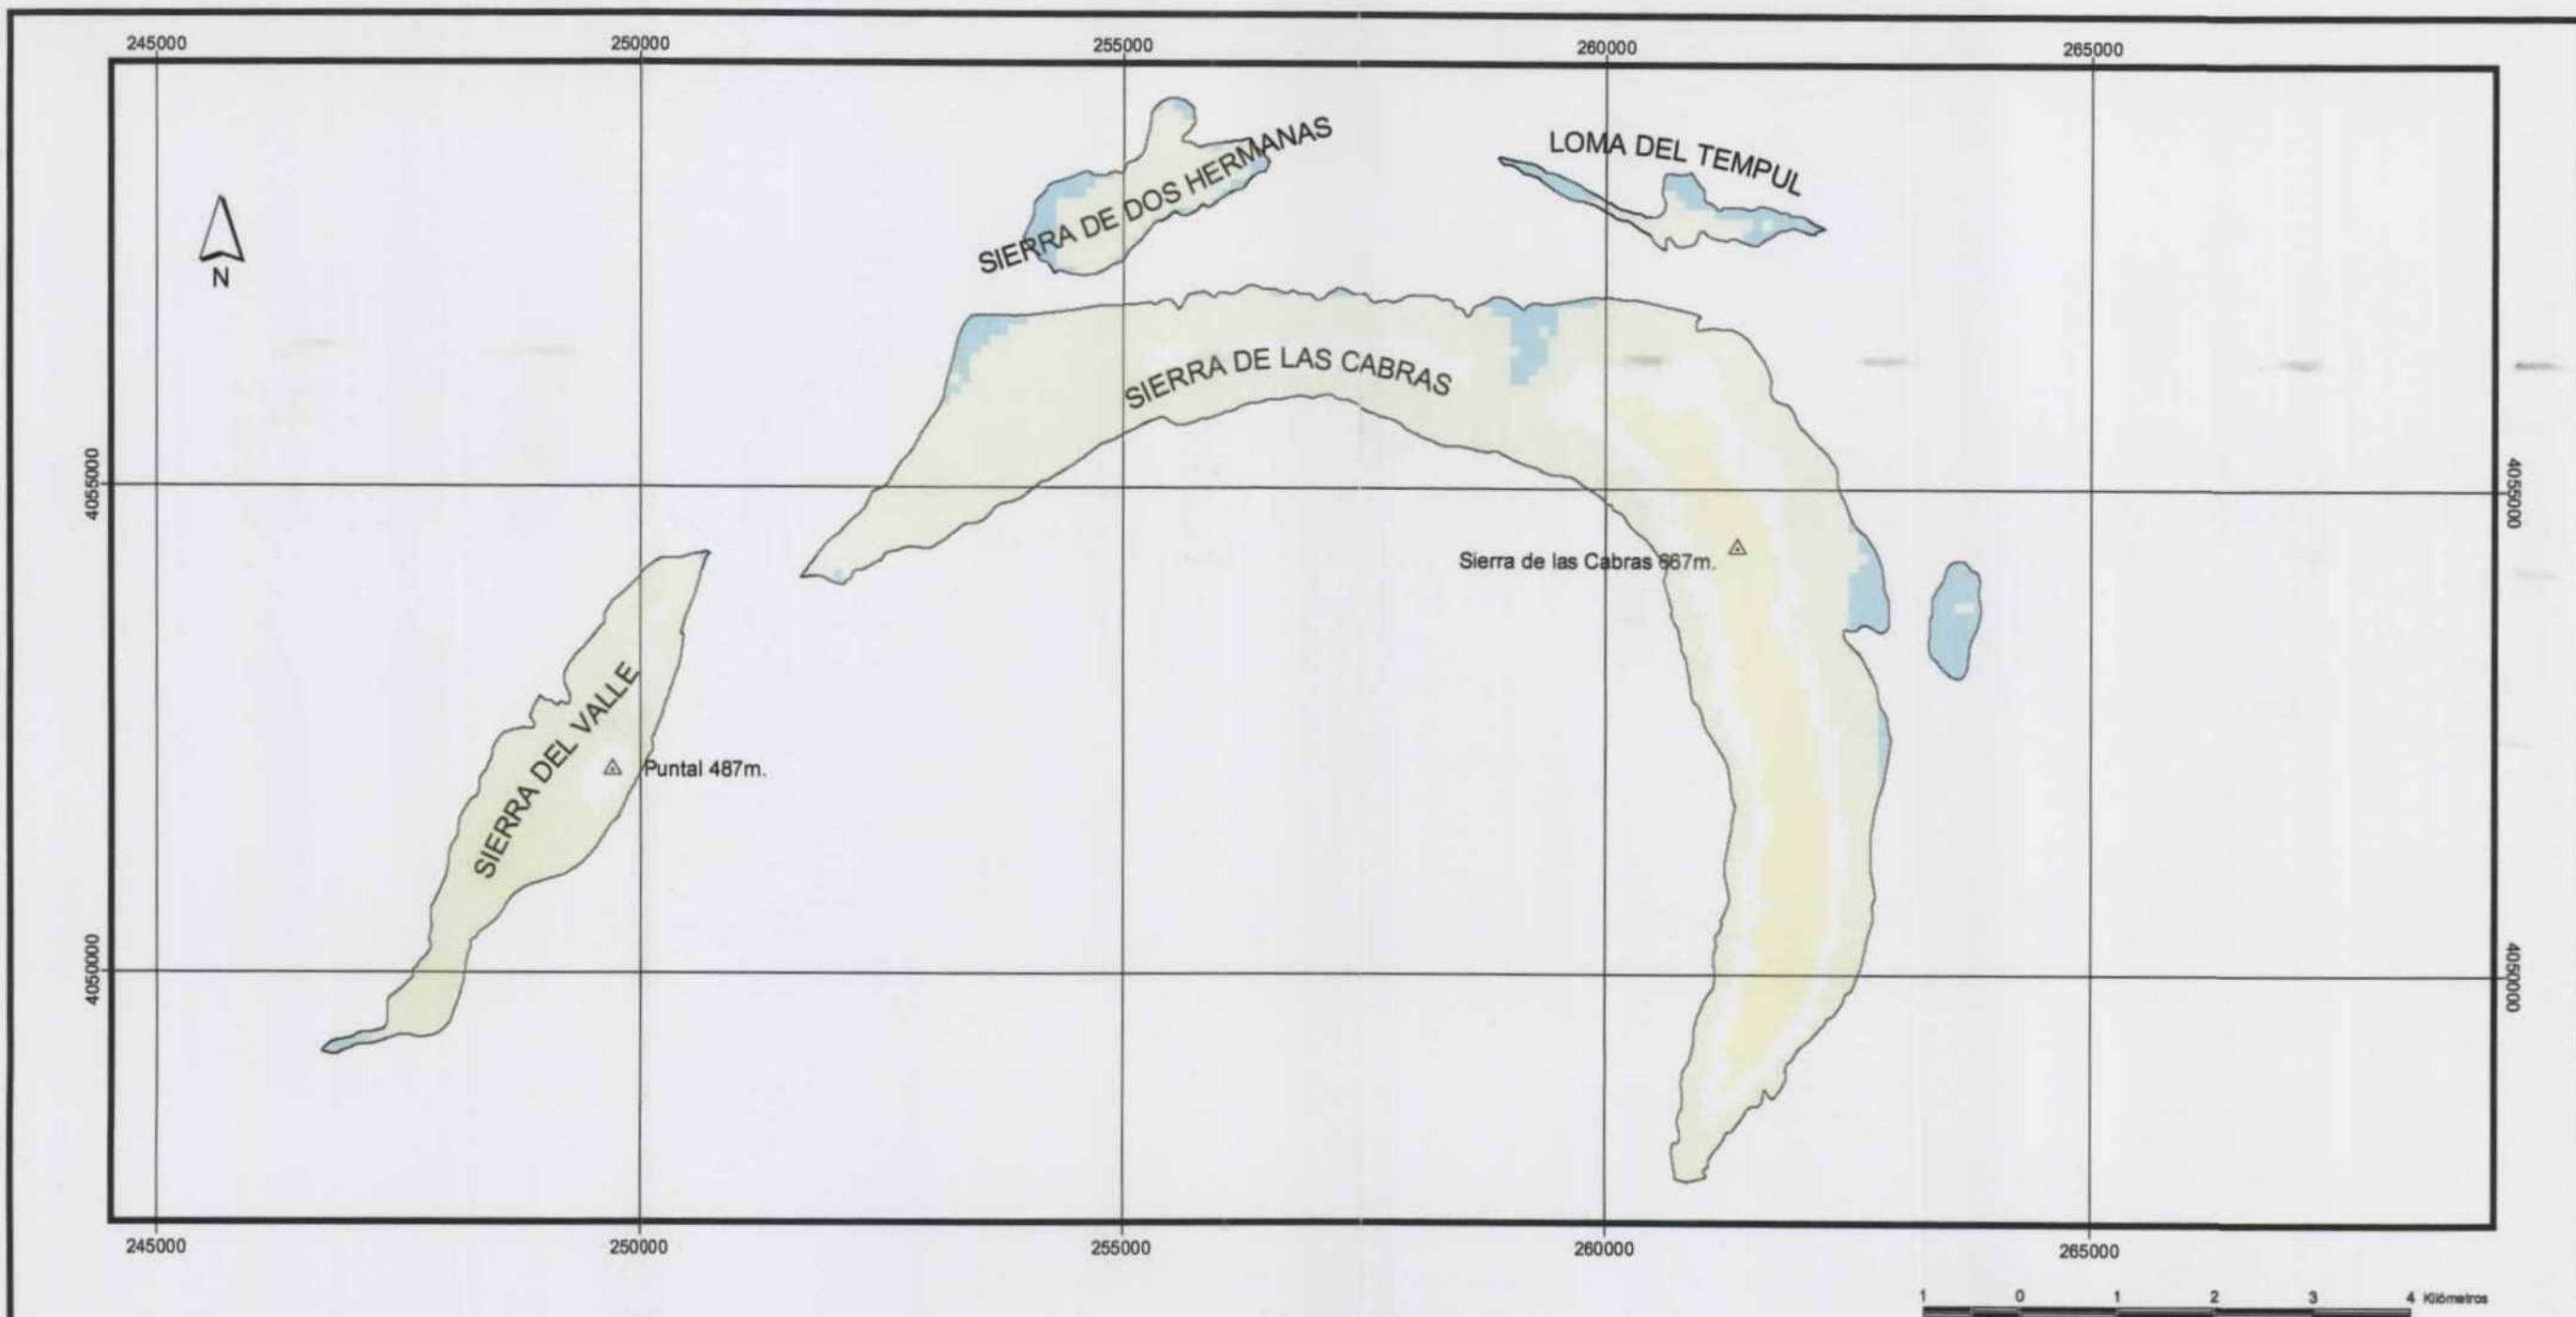 245000 250000 255000 260000 265000
SIERRA DE DOS HERMANAS
LOMA DEL TEMPUL
N
SIERRA DE LAS CABRAS
4055000
4055000
Sierra de las Cabras 667m.
SIERRA DEL VALLE
Puntal 487m.
4050000
4050000
245000 250000 255000 260000 265000
1 0 1 2 3 4 Kilómetros